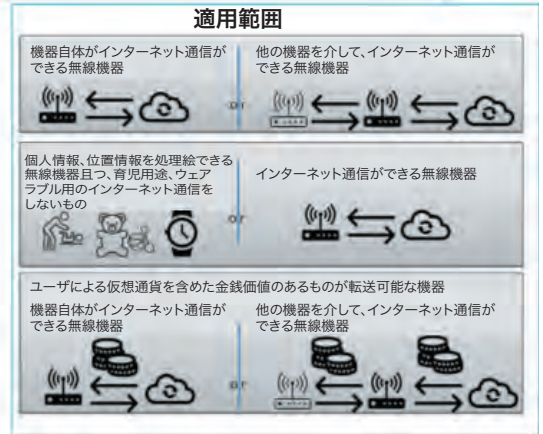 適用範囲
機器自体がインターネット通信が
できる無線機器
or
他の機器を介して、インターネット通信が
できる無線機器
個人情報、位置情報を処理絵できる
無線機器且つ、育児用途、ウェア
ラブル用のインターネット通信を
しないもの
or
インターネット通信ができる無線機器
ユーザによる仮想通貨を含めた金銭価値のあるものが転送可能な機器
機器自体がインターネット通信が
できる無線機器
or
他の機器を介して、インターネット通信が
できる無線機器